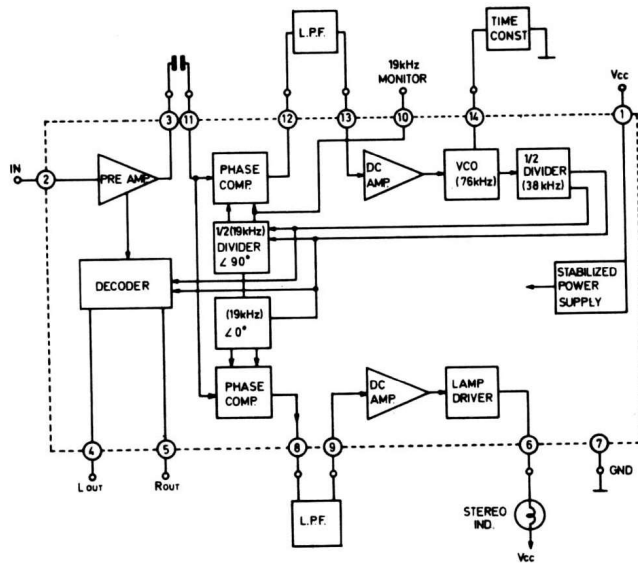 L.P.F.
TIME
CONST
19kHz
MONITOR
Vcc
3
11
12
13
10
14
1
IN
2
PRE AMP.
PHASE
COMP.
DC
AMP.
VCO
(76kHz)
1/2
DIVIDER
(38kHz)
1/2(19kHz)
DIVIDER
∠90°
DECODER
STABILIZED
POWER
SUPPLY
(19kHz)
∠0°
PHASE
COMP.
DC
AMP.
LAMP
DRIVER
4
5
8
9
6
7
L OUT
ROUT
GND
L.P.F.
STEREO
IND.
Vcc